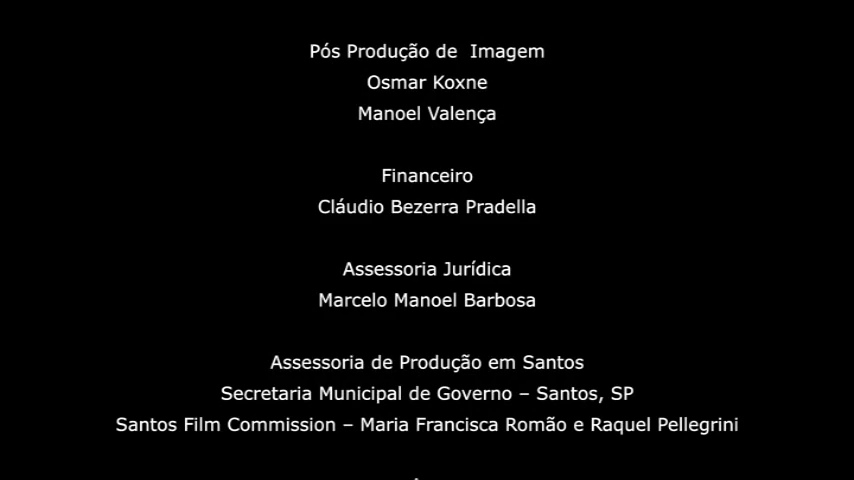 Pós Produção de  Imagem
Osmar Koxne
Manoel Valença
Financeiro
Cláudio Bezerra Pradella
Assessoria Jurídica
Marcelo Manoel Barbosa
Assessoria de Produção em Santos
Secretaria Municipal de Governo – Santos, SP
Santos Film Commission – Maria Francisca Romão e Raquel Pellegrini